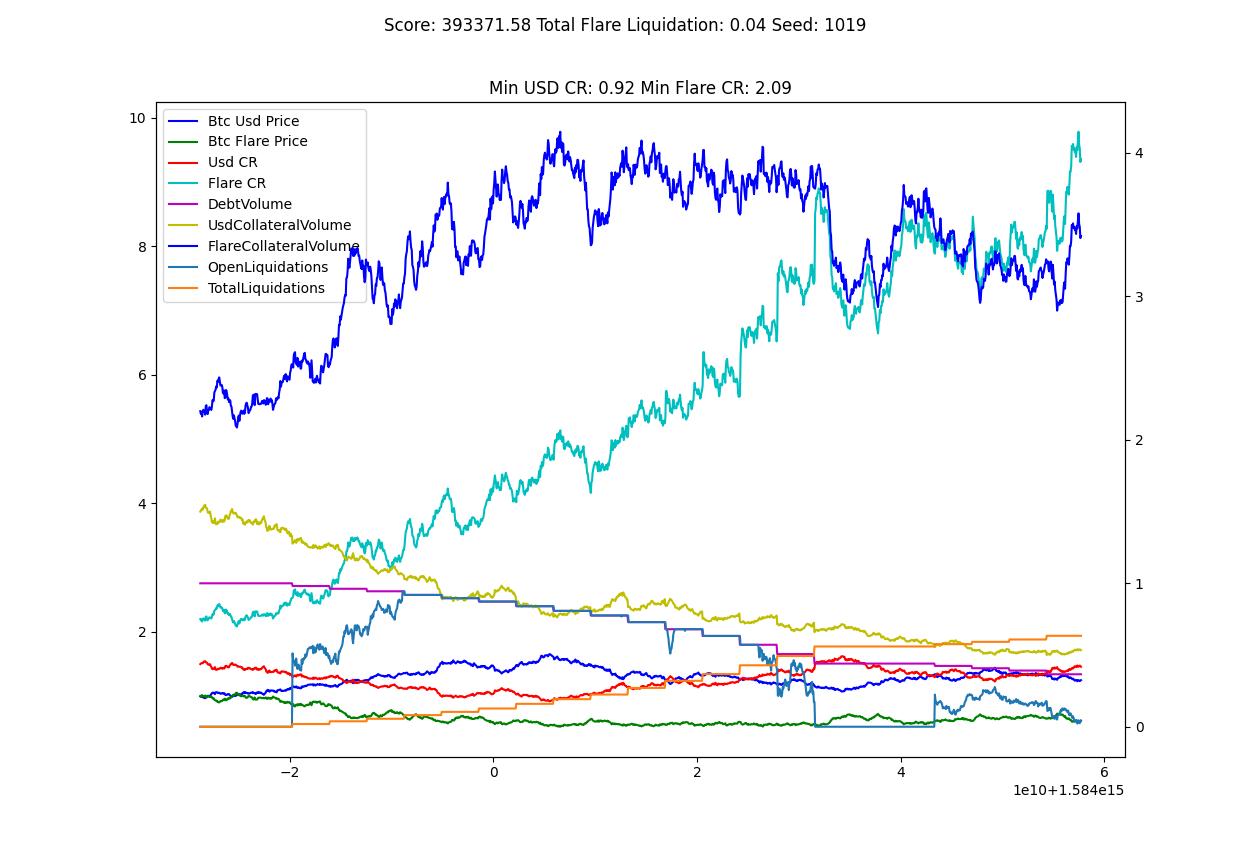 Score: 393371.58 Total Flare Liquidation: 0.04 Seed: 1019
Min USD CR: 0.92 Min Flare CR: 2.09
Btc Usd Price
Btc Flare Price
Usd CR
Flare CR
DebtVolume
UsdCollateralVolume
FlareCollateralVolume
OpenLiquidations
TotalLiquidations
10
8
6
4
2
4
3
2
1
0
−2
0
2
4
6
1e10+1.584e15